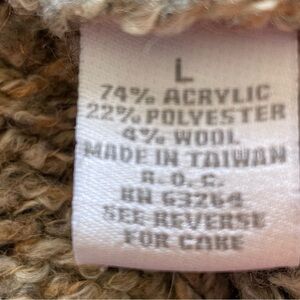 L
74% ACRYLIC
22% POLYESTER
4% WOOL
MADE IN TAIWAN
R.O.C.
RN 63264
SEE REVERSE
FOR CARE